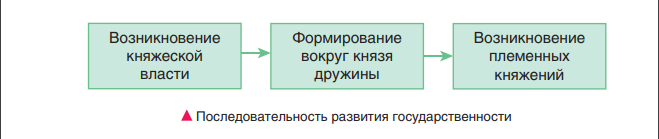 Возникновение
княжеской
власти
Формирование
вокруг князя
дружины
Возникновение
племенных
княжений
▲ Последовательность развития государственности